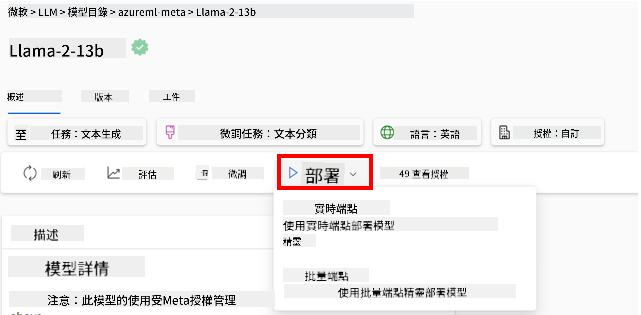 微軟 > LLM > 模型目錄 > azureml-meta > Llama-2-13b
Llama-2-13b
概述 版本 工件
任務：文本生成 微調任務：文本分類 語言：英語 授權：自訂
刷新 評估 微調 部署 49 查看授權
實時端點
使用實時端點部署模型
精靈
批量端點
使用批量端點精靈部署模型
描述
模型詳情
注意：此模型的使用受Meta授權管理